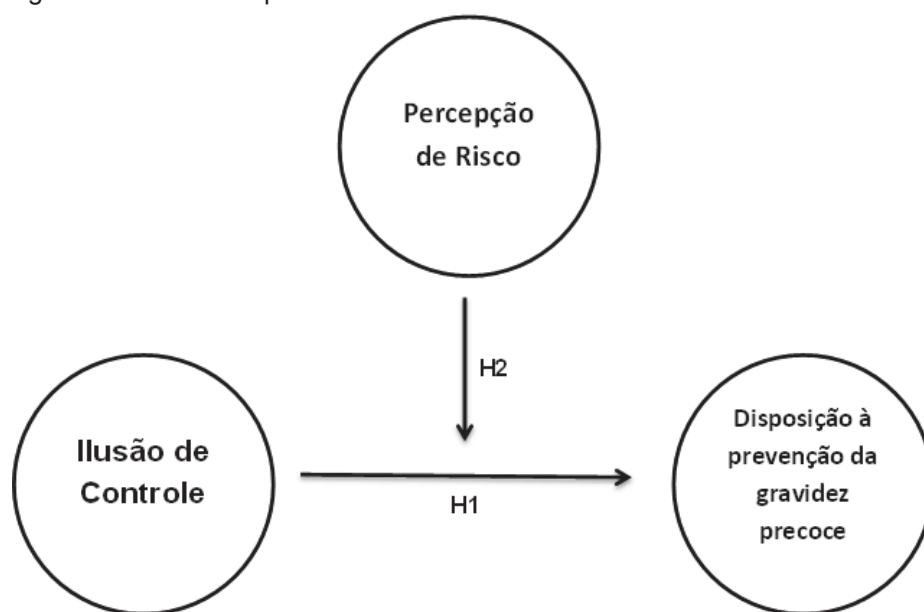 Percepção
de Risco
H2
Ilusão de
Controle
H1
Disposição à
prevenção da
gravidez
precoce